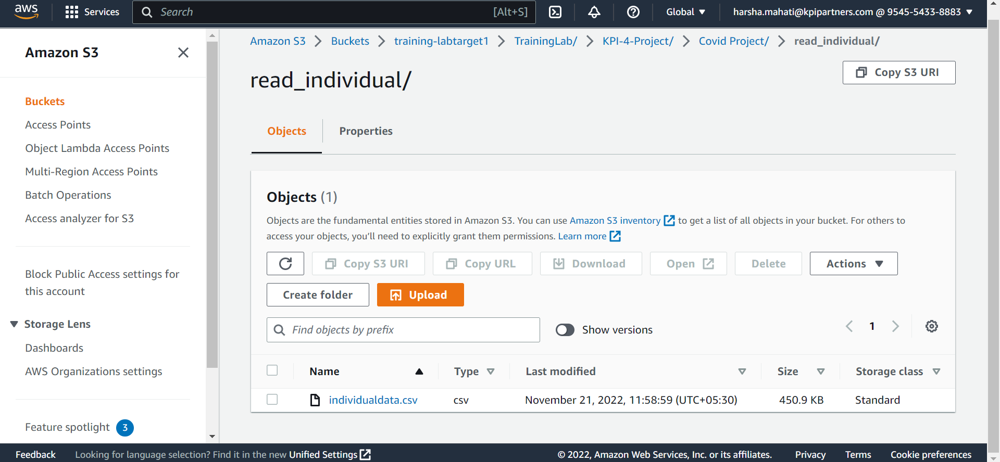 aws Services Search [Alt+S] Global harsha.mahati@kpipartners.com @ 9545-5433-8883
Amazon S3
Buckets
Access Points
Object Lambda Access Points
Multi-Region Access Points
Batch Operations
Access analyzer for S3
Block Public Access settings for
this account
Storage Lens
Dashboards
AWS Organizations settings
Feature spotlight 3
Amazon S3 Buckets training-labtarget1 TrainingLab/ KPI-4-Project/ Covid Project/ read_individual/
read_individual/
Copy S3 URI
Objects Properties
Objects (1)
Objects are the fundamental entities stored in Amazon S3. You can use Amazon S3 inventory to get a list of all objects in your bucket. For others to
access your objects, you’ll need to explicitly grant them permissions. Learn more
Copy S3 URI Copy URL Download Open Delete Actions
Create folder Upload
Find objects by prefix Show versions 1
Name Type Last modified Size Storage class
individualdata.csv csv November 21, 2022, 11:58:59 (UTC+05:30) 450.9 KB Standard
Feedback Looking for language selection? Find it in the new Unified Settings © 2022, Amazon Web Services, Inc. or its affiliates. Privacy Terms Cookie preferences